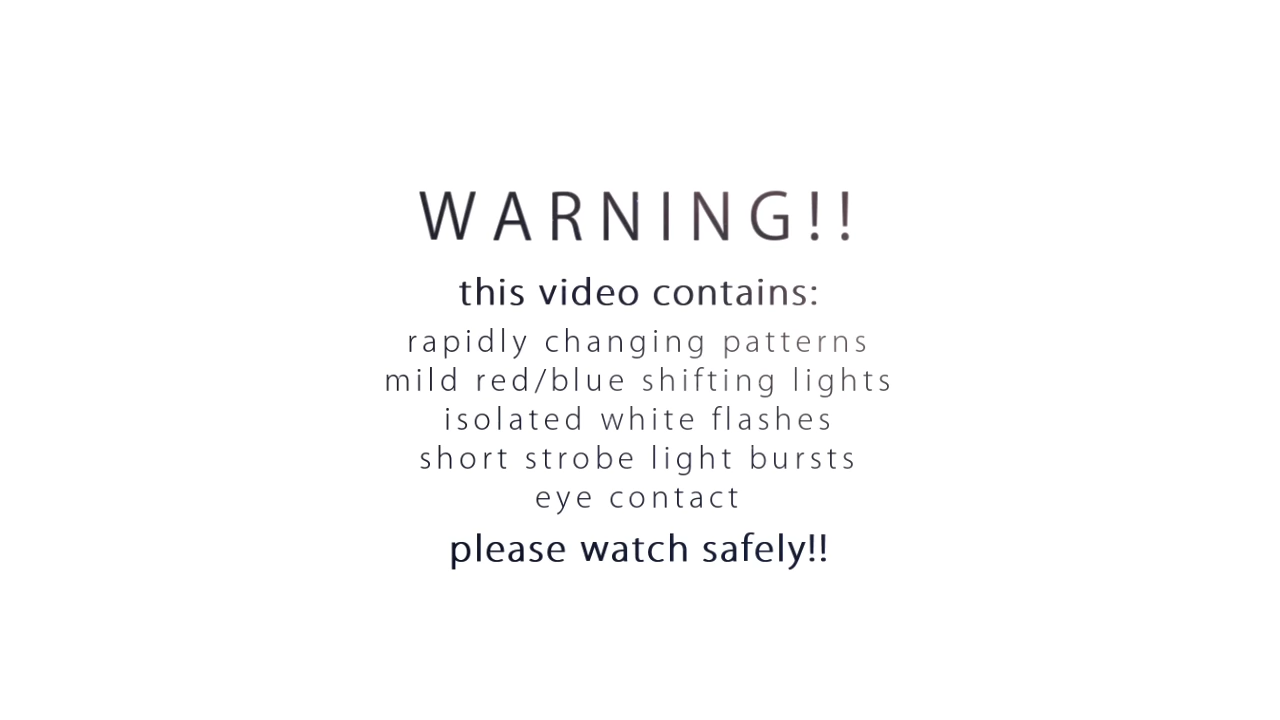 WARNING!!
this video contains:
rapidly changing patterns
mild red/blue shifting lights
isolated white flashes
short strobe light bursts
eye contact
please watch safely!!